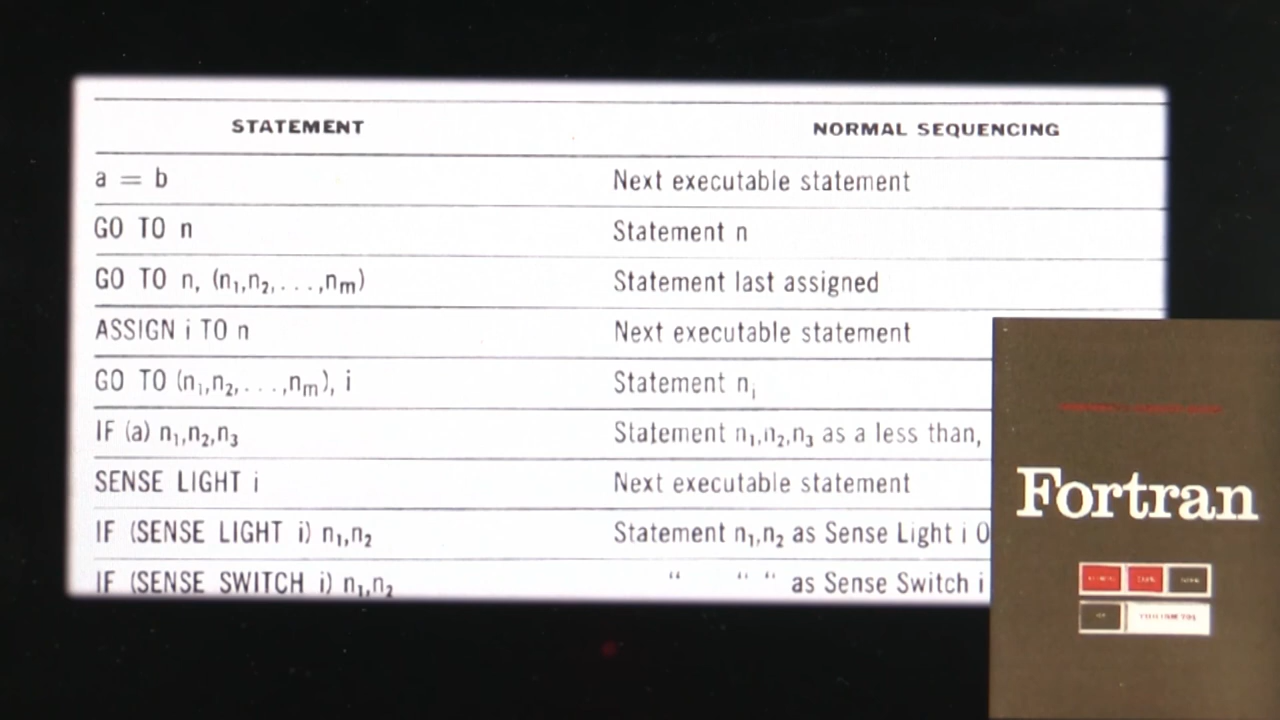 STATEMENT NORMAL SEQUENCING
a = b Next executable statement
GO TO n Statement n
GO TO n, (n₁,n₂,...,nₘ) Statement last assigned
ASSIGN i TO n Next executable statement
GO TO (n₁,n₂,...,nₘ), i Statement nᵢ
IF (a) n₁,n₂,n₃ Statement n₁,n₂,n₃ as a less than,
SENSE LIGHT i Next executable statement
IF (SENSE LIGHT i) n₁,n₂ Statement n₁,n₂ as Sense Light i O
IF (SENSE SWITCH i) n₁,n₂ “ “ “ as Sense Switch i
Fortran